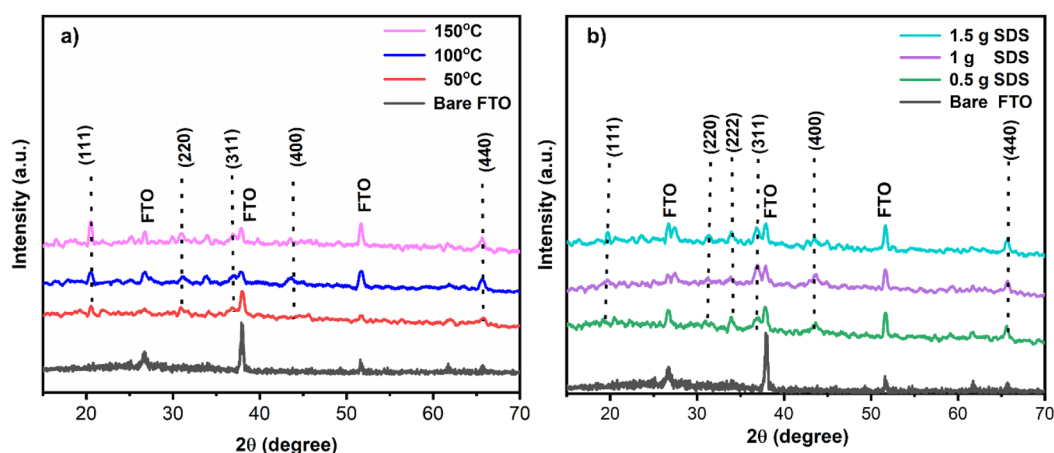 a)
150°C
100°C
50°C
Bare FTO
(111)
(220)
(311)
(400)
(440)
FTO
FTO
FTO
Intensity (a.u.)
20 30 40 50 60 70
2θ (degree)
b)
1.5 g SDS
1 g SDS
0.5 g SDS
Bare FTO
(111)
(220)
(222)
(311)
(400)
(440)
FTO
FTO
FTO
Intensity (a.u.)
20 30 40 50 60 70
2θ (degree)